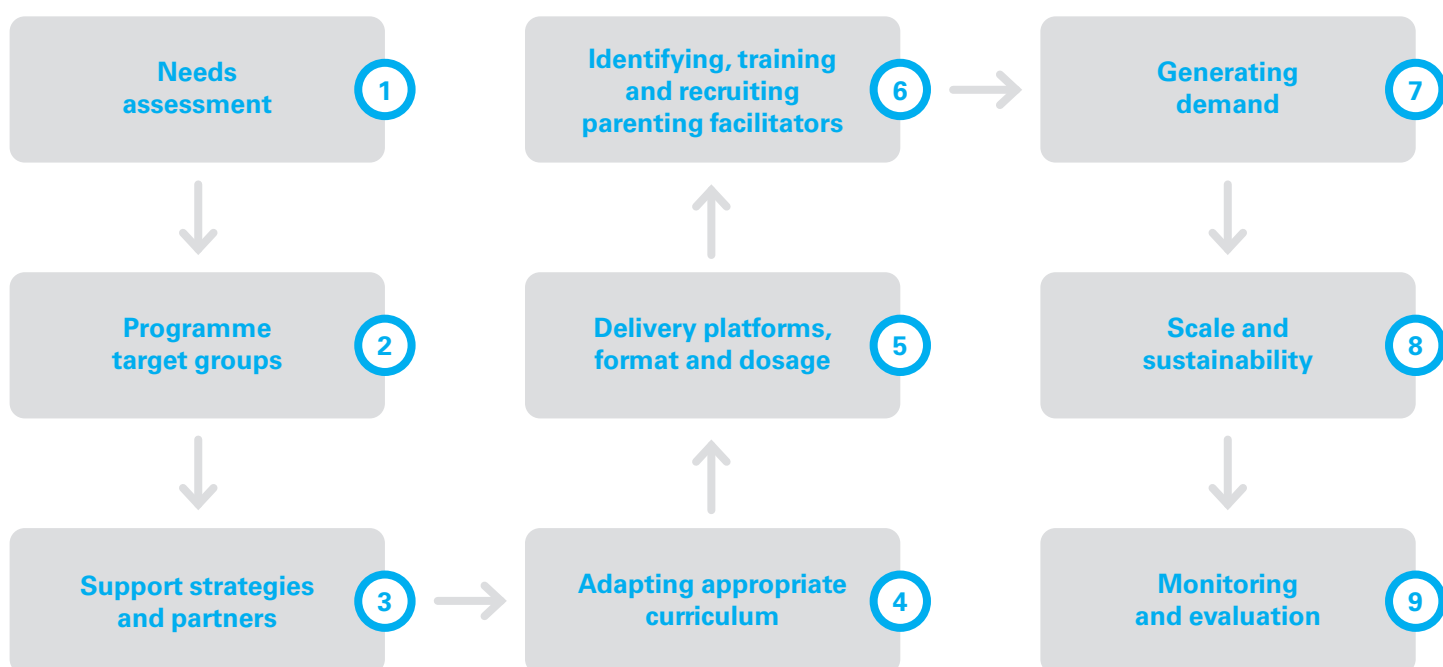 Needs
assessment
1
Programme
target groups
2
Support strategies
and partners
3
Adapting appropriate
curriculum
4
Delivery platforms,
format and dosage
5
Identifying, training
and recruiting
parenting facilitators
6
Generating
demand
7
Scale and
sustainability
8
Monitoring
and evaluation
9